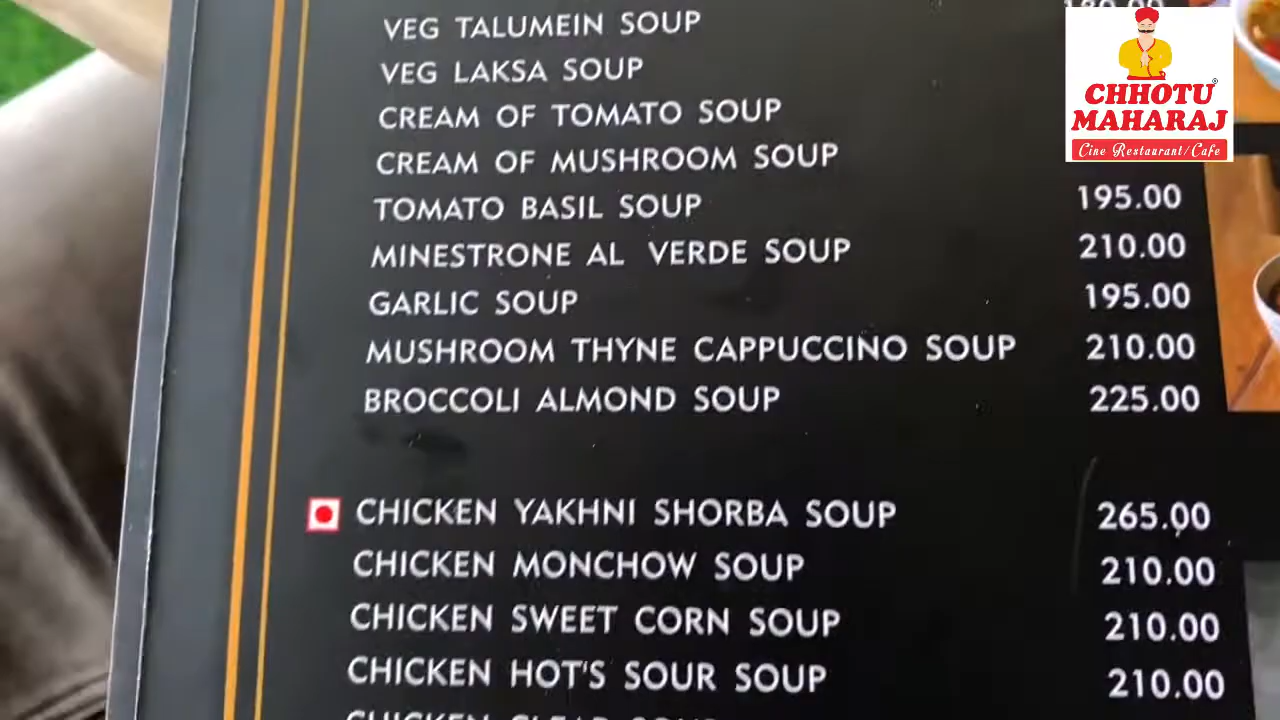 VEG TALUMEIN SOUP
VEG LAKSA SOUP
CREAM OF TOMATO SOUP
CREAM OF MUSHROOM SOUP
TOMATO BASIL SOUP 195.00
MINESTRONE AL VERDE SOUP 210.00
GARLIC SOUP 195.00
MUSHROOM THYNE CAPPUCCINO SOUP 210.00
BROCCOLI ALMOND SOUP 225.00
CHICKEN YAKHNI SHORBA SOUP 265.00
CHICKEN MONCHOW SOUP 210.00
CHICKEN SWEET CORN SOUP 210.00
CHICKEN HOT'S SOUR SOUP 210.00
CHHOTU
MAHARAJ
Cine Restaurant/Cafe